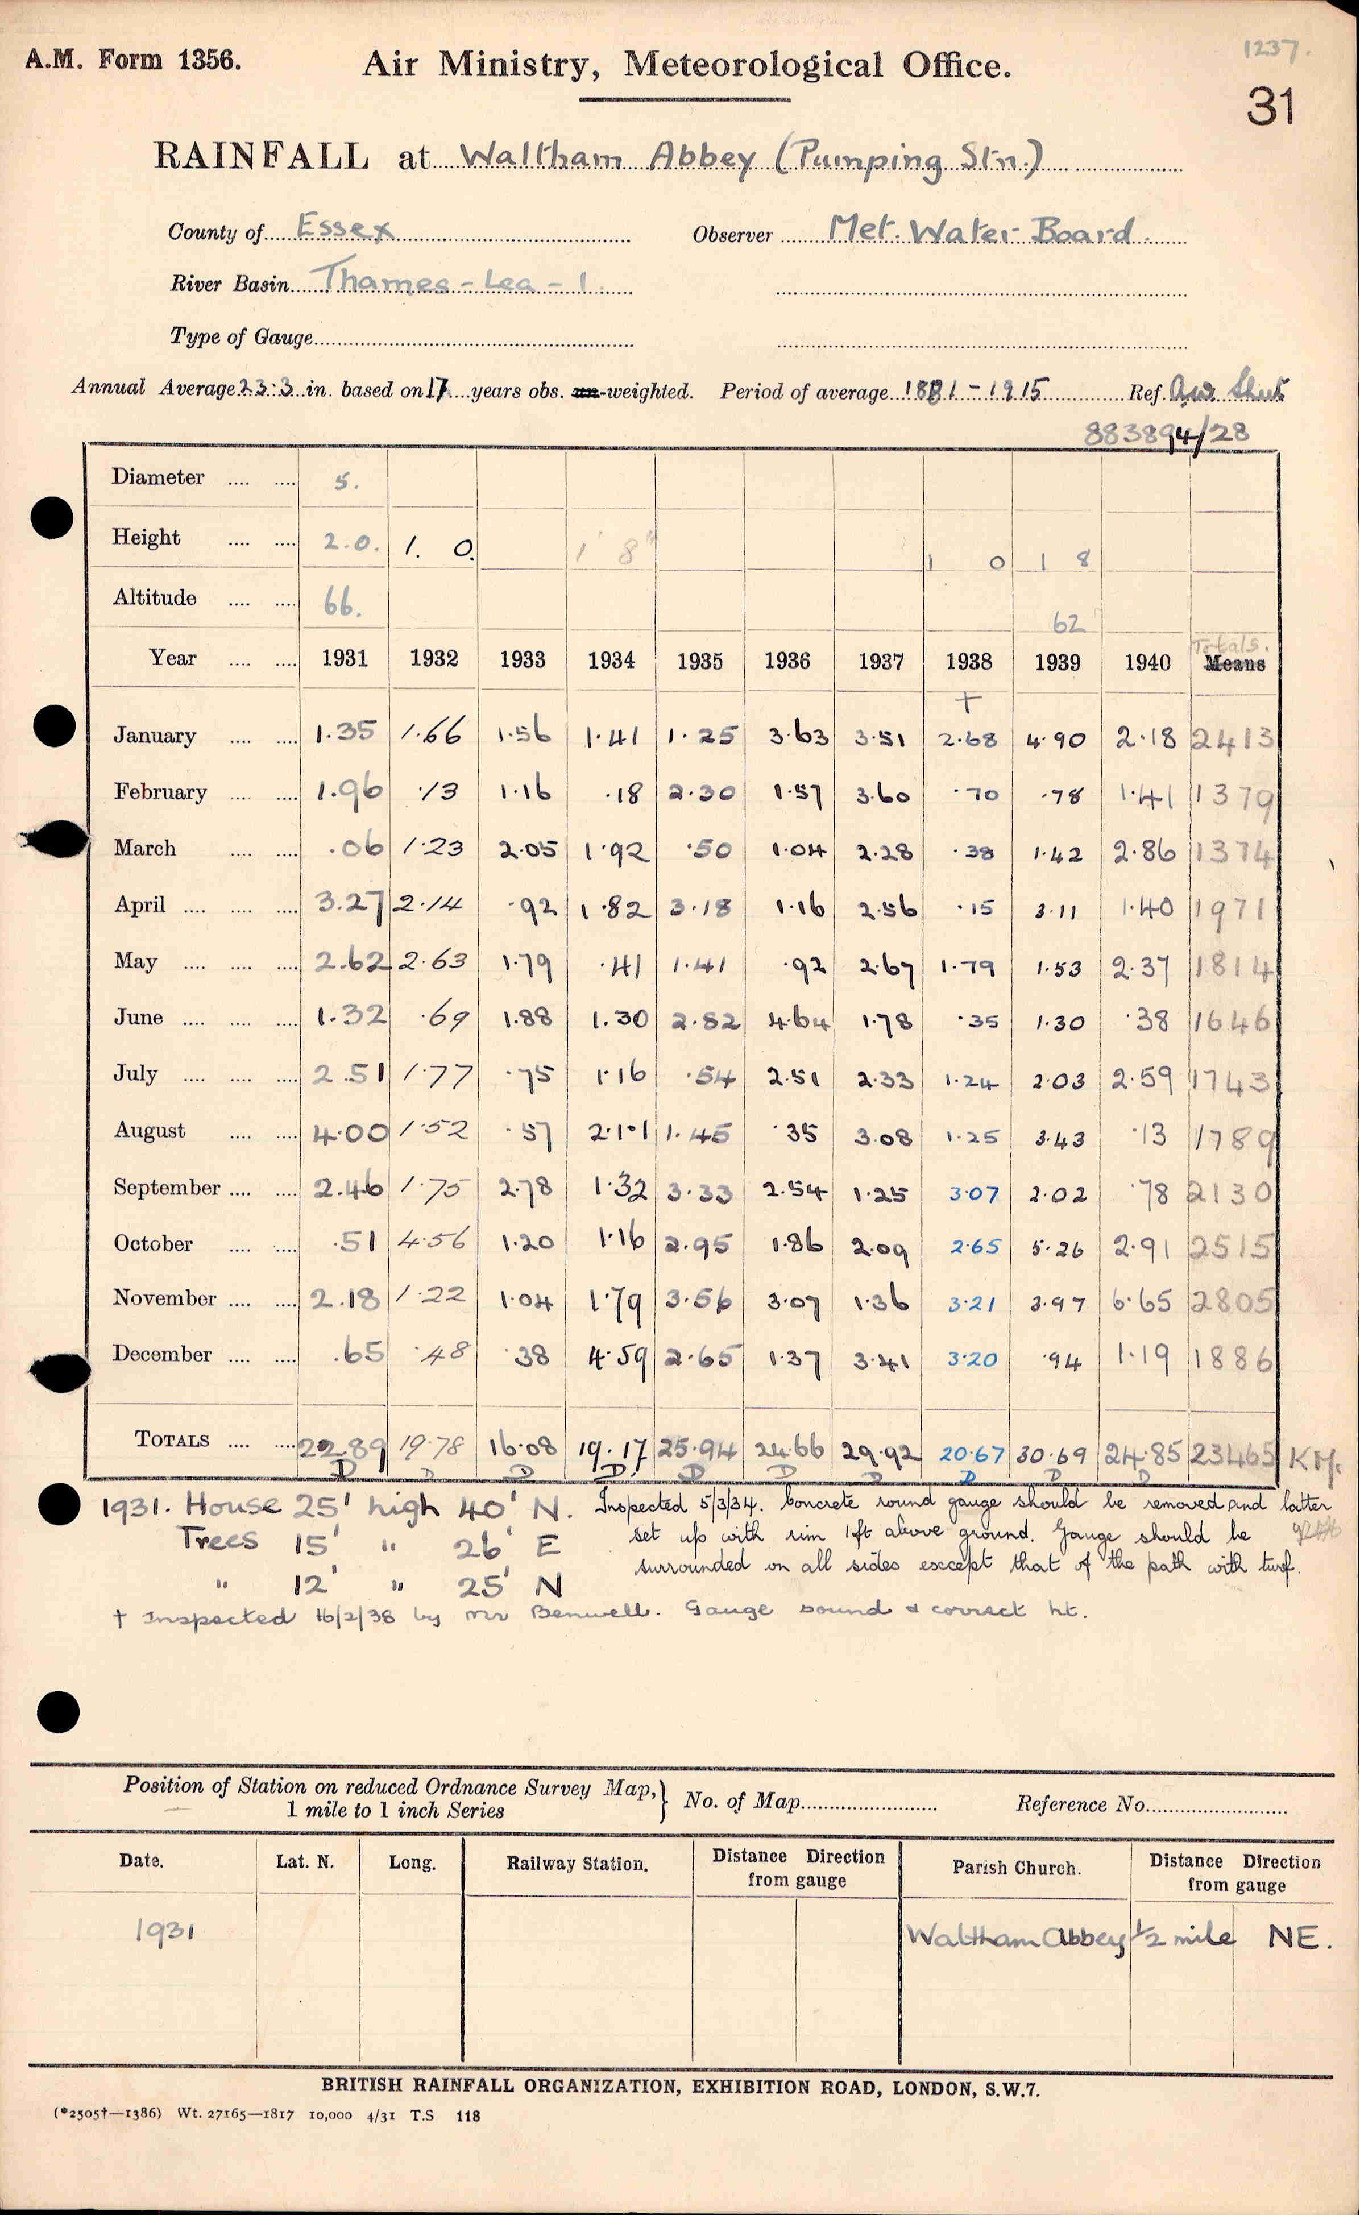 1237.
A.M. Form 1356.
Air Ministry, Meteorological Office.
31
RAINFALL at Waltham Abbey (Pumping Stn.)
County of Essex Observer Met. Water Board.
River Basin Thames - Lea - 1.
Type of Gauge
Annual Average 23.3 in. based on 17 years obs. un-weighted. Period of average 1881-1915 Ref.
883894/28
Diameter 5.
Height 2.0. 1. 0. 1' 8" 1 0 1 8
Altitude 66. 62
Totals.
Year 1931 1932 1933 1934 1935 1936 1937 1938 1939 1940 Means
+
January 1.35 1.66 1.56 1.41 1.25 3.63 3.51 2.68 4.90 2.18 2413
February 1.96 .13 1.16 .18 2.30 1.57 3.60 .70 .78 1.41 1379
March .06 1.23 2.05 1.92 .50 1.04 2.28 .38 1.42 2.86 1374
April 3.27 2.14 .92 1.82 3.18 1.16 2.56 .15 3.11 1.40 1971
May 2.62 2.63 1.79 .41 1.41 .92 2.67 1.79 1.53 2.37 1814
June 1.32 .69 1.88 1.30 2.82 4.64 1.78 .35 1.30 .38 1646
July 2.51 1.77 .75 1.16 .54 2.51 2.33 1.24 2.03 2.59 1743
August 4.00 1.52 .57 2.11 1.45 .35 3.08 1.25 3.43 .13 1789
September 2.46 1.75 2.78 1.32 3.33 2.54 1.25 3.07 2.02 .78 2130
October .51 4.56 1.20 1.16 2.95 1.86 2.09 2.65 5.26 2.91 2515
November 2.18 1.22 1.04 1.79 3.56 3.07 1.36 3.21 3.97 6.65 2805
December .65 .48 .38 4.59 2.65 1.37 3.41 3.20 .94 1.19 1886
TOTALS 22.89 19.78 16.08 19.17 25.94 24.66 29.92 20.67 30.69 24.85 23465 KM.
D D D D D D D D D D
1931. House 25' high 40' N.
Trees 15' " 26' E
" 12' " 25' N
Inspected 5/3/34. Concrete round gauge should be removed and latter
set up with rim 1ft above ground. Gauge should be
surrounded on all sides except that of the path with turf.
† Inspected 16/2/38 by Mr Benwell. Gauge sound & correct ht.
Position of Station on reduced Ordnance Survey Map,} No. of Map Reference No.
1 mile to 1 inch Series
Date. Lat. N. Long. Railway Station. Distance Direction from gauge Parish Church. Distance Direction from gauge
1931 Waltham Abbey 1/2 mile NE.
BRITISH RAINFALL ORGANIZATION, EXHIBITION ROAD, LONDON, S.W.7.
(*2505†—1386) Wt. 27165—1817 10,000 4/31 T.S 118